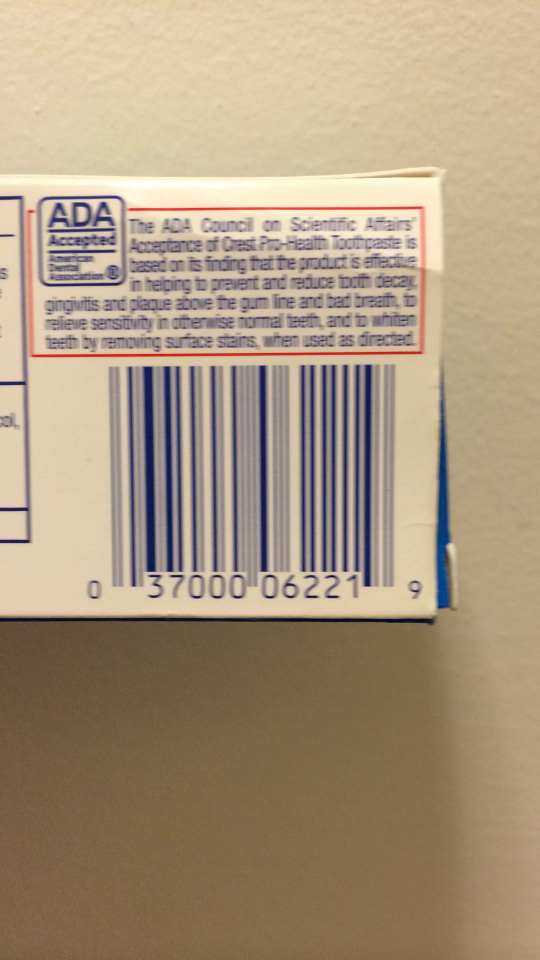 ADA
Accepted
American
Dental
Association ®
The ADA Council on Scientific Affairs'
Acceptance of Crest Pro-Health Toothpaste is
based on its finding that the product is effective
in helping to prevent and reduce tooth decay,
gingivitis and plaque above the gum line and bad breath, to
relieve sensitivity in otherwise normal teeth, and to whiten
teeth by removing surface stains, when used as directed.
0 37000 06221 9